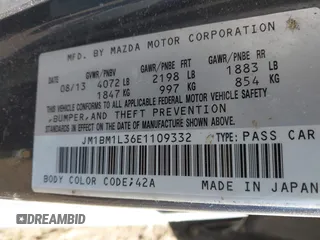 MFD. BY MAZDA MOTOR CORPORATION
GVWR/PNBV GAWR/PNBE FRT GAWR/PNBE RR
08/13 4072 LB 2198 LB 1883 LB
1847 KG 997 KG 854 KG
THIS VEHICLE CONFORMS TO ALL APPLICABLE
FEDERAL MOTOR VEHICLE SAFETY
,BUMPER, AND THEFT PREVENTION
STANDARDS IN EFFECT ON THE DATE OF
MANUFACTURE SHOWN ABOVE.
JM1BM1L36E1109332 TYPE: PASS CAR
BODY COLOR CODE;42A
MADE IN JAPAN
DREAMBID
DREAMBID.COM